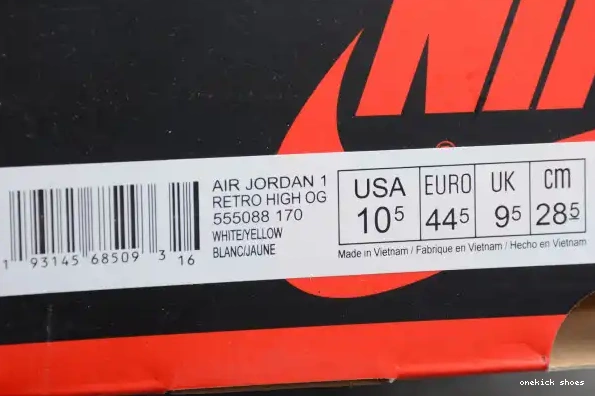 NI
AIR JORDAN 1
RETRO HIGH OG
555088 170
WHITE/YELLOW
BLANC/JAUNE
USA EURO UK cm
10⁵ 44⁵ 9⁵ 28⁵
Made in Vietnam / Fabrique en Vietnam / Hecho en Vietnam
1 93145 68509 3 16
onekick shoes